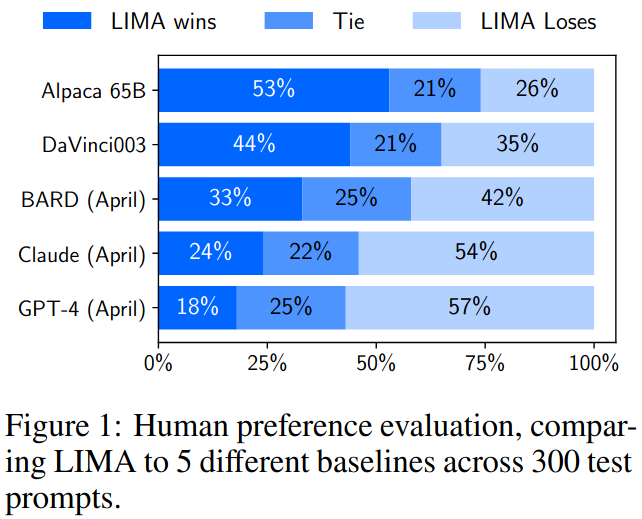 LIMA wins Tie LIMA Loses
Alpaca 65B 53% 21% 26%
DaVinci003 44% 21% 35%
BARD (April) 33% 25% 42%
Claude (April) 24% 22% 54%
GPT-4 (April) 18% 25% 57%
0% 25% 50% 75% 100%
Figure 1: Human preference evaluation, compar-
ing LIMA to 5 different baselines across 300 test
prompts.